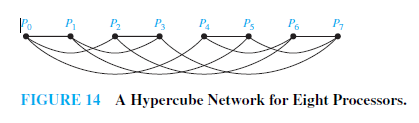 P0 P1 P2 P3 P4 P5 P6 P7
FIGURE 14 A Hypercube Network for Eight Processors.